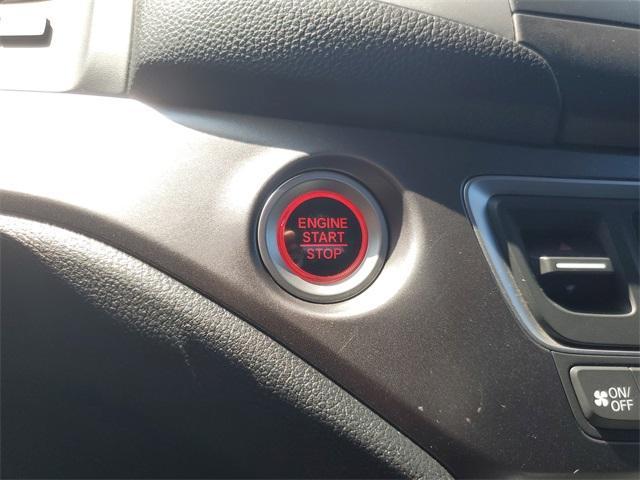 ENGINE
START
STOP
ON/
OFF